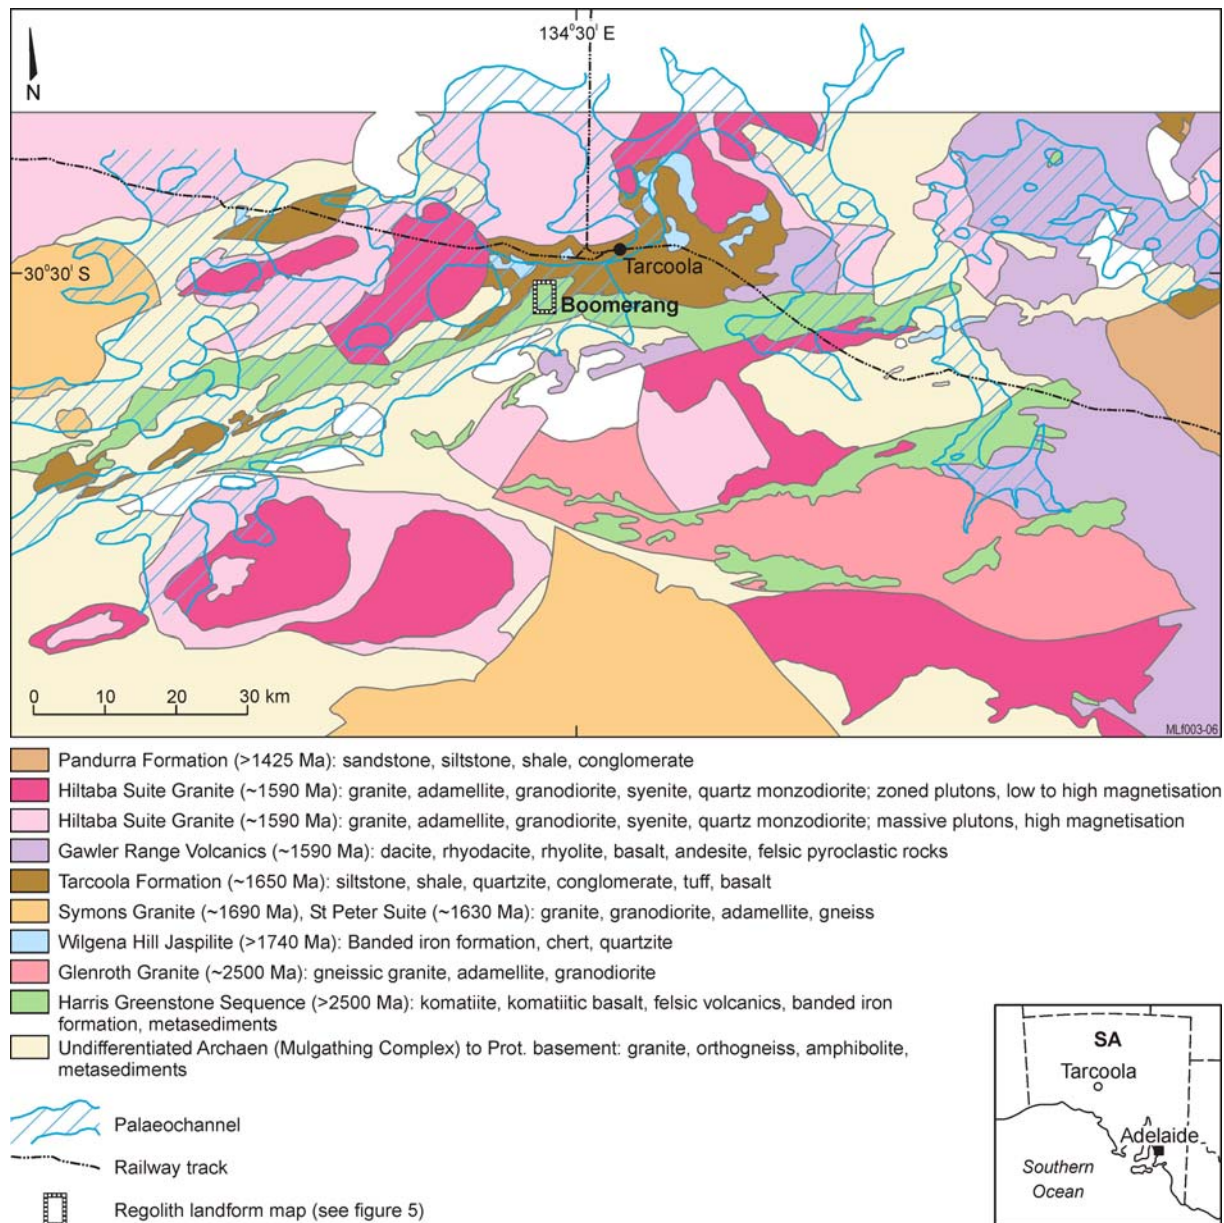 134°30' E
N
30°30' S
Tarcoola
Boomerang
0 10 20 30 km
MLf003-06
Pandurra Formation (>1425 Ma): sandstone, siltstone, shale, conglomerate
Hiltaba Suite Granite (~1590 Ma): granite, adamellite, granodiorite, syenite, quartz monzodiorite; zoned plutons, low to high magnetisation
Hiltaba Suite Granite (~1590 Ma): granite, adamellite, granodiorite, syenite, quartz monzodiorite; massive plutons, high magnetisation
Gawler Range Volcanics (~1590 Ma): dacite, rhyodacite, rhyolite, basalt, andesite, felsic pyroclastic rocks
Tarcoola Formation (~1650 Ma): siltstone, shale, quartzite, conglomerate, tuff, basalt
Symons Granite (~1690 Ma), St Peter Suite (~1630 Ma): granite, granodiorite, adamellite, gneiss
Wilgena Hill Jaspilite (>1740 Ma): Banded iron formation, chert, quartzite
Glenroth Granite (~2500 Ma): gneissic granite, adamellite, granodiorite
Harris Greenstone Sequence (>2500 Ma): komatiite, komatiitic basalt, felsic volcanics, banded iron
formation, metasediments
Undifferentiated Archaen (Mulgathing Complex) to Prot. basement: granite, orthogneiss, amphibolite,
metasediments
Palaeochannel
Railway track
Regolith landform map (see figure 5)
SA
Tarcoola
Adelaide
Southern
Ocean